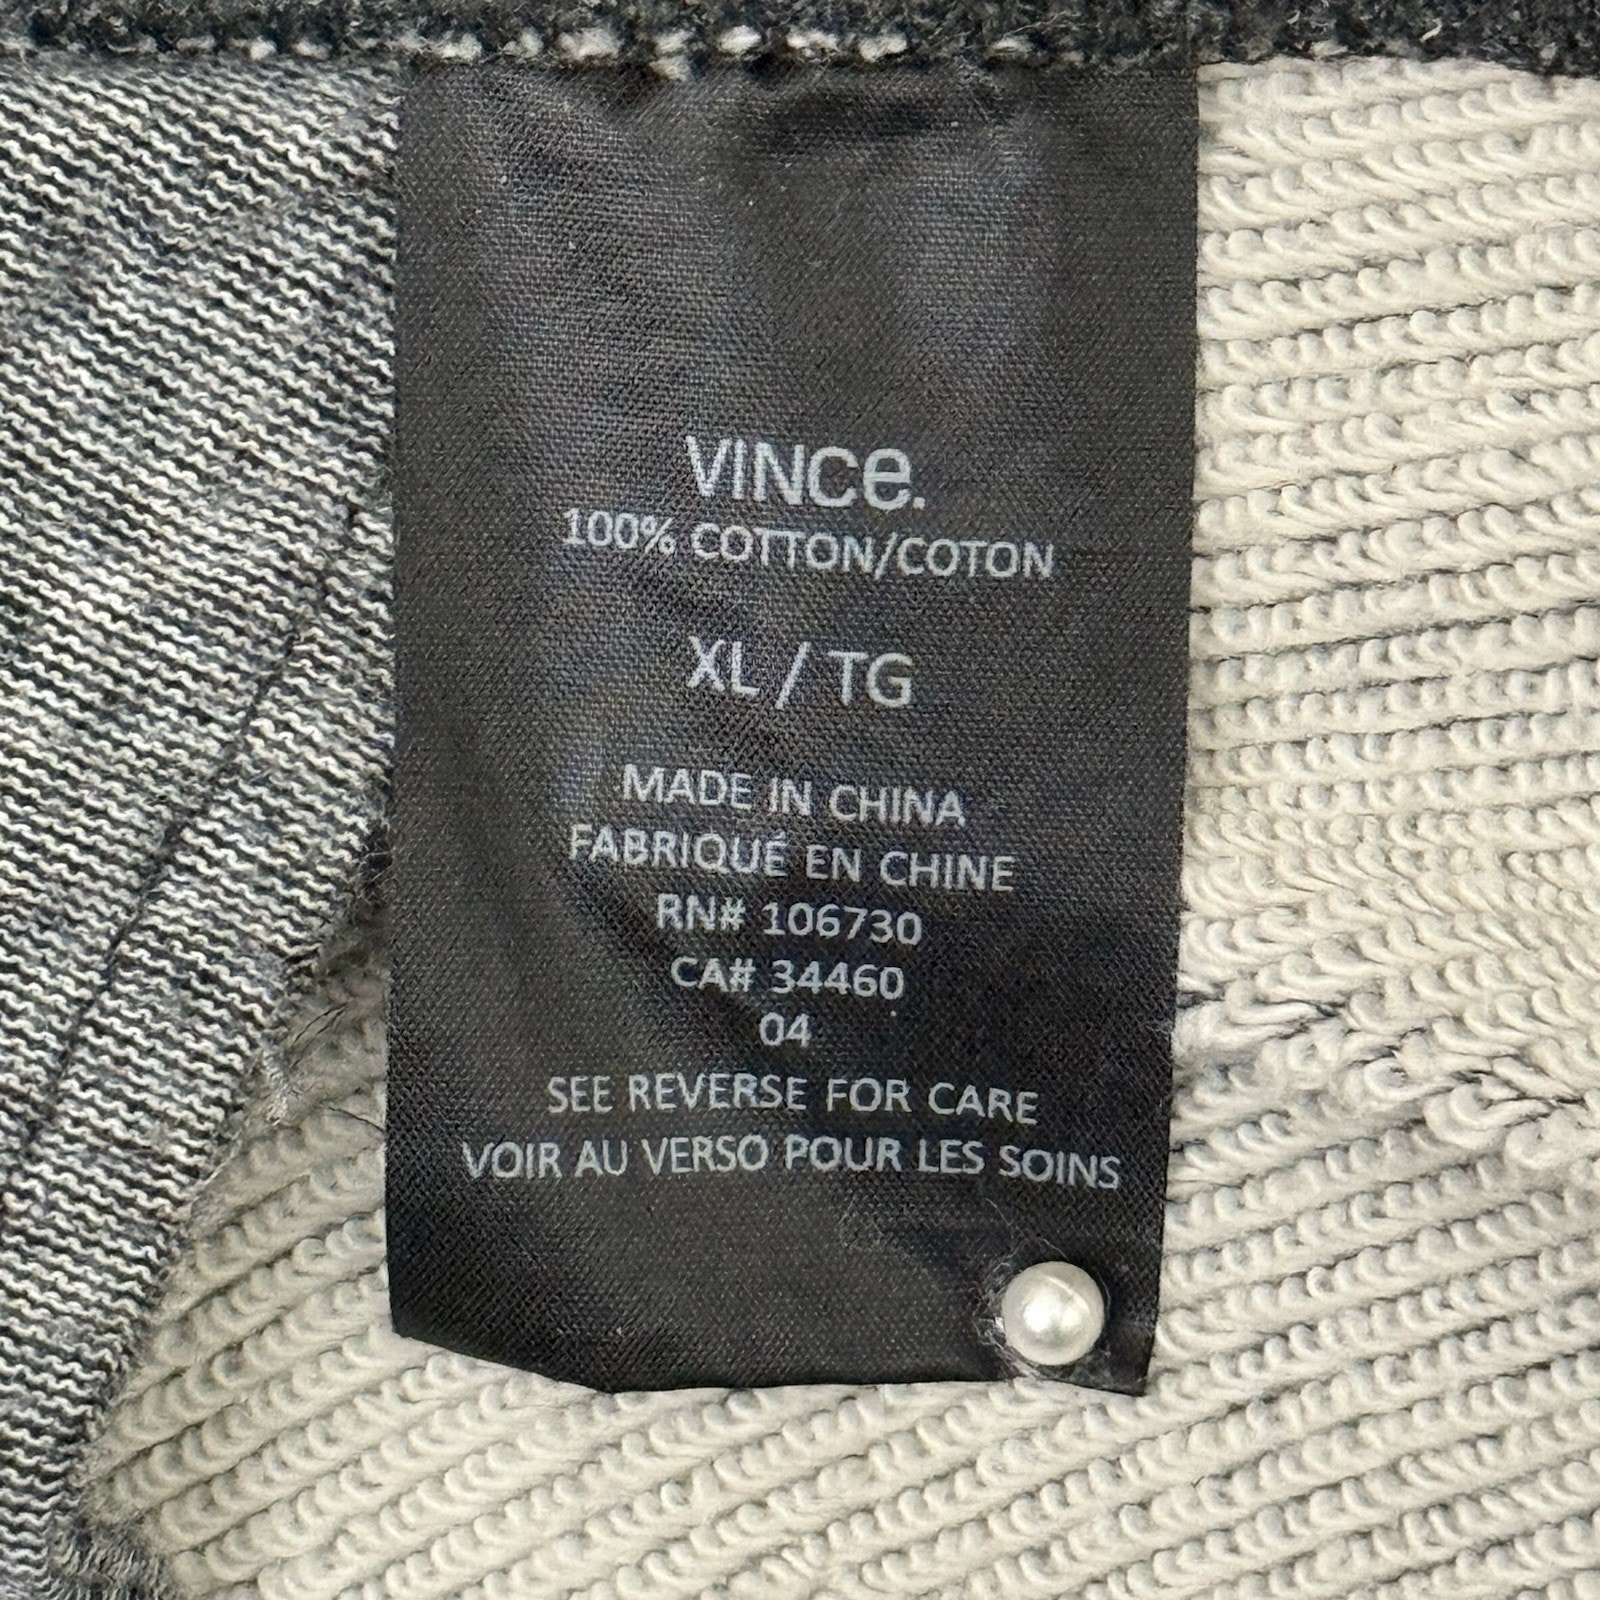 VINCe.
100% COTTON/COTON
XL / TG
MADE IN CHINA
FABRIQUÉ EN CHINE
RN# 106730
CA# 34460
04
SEE REVERSE FOR CARE
VOIR AU VERSO POUR LES SOINS